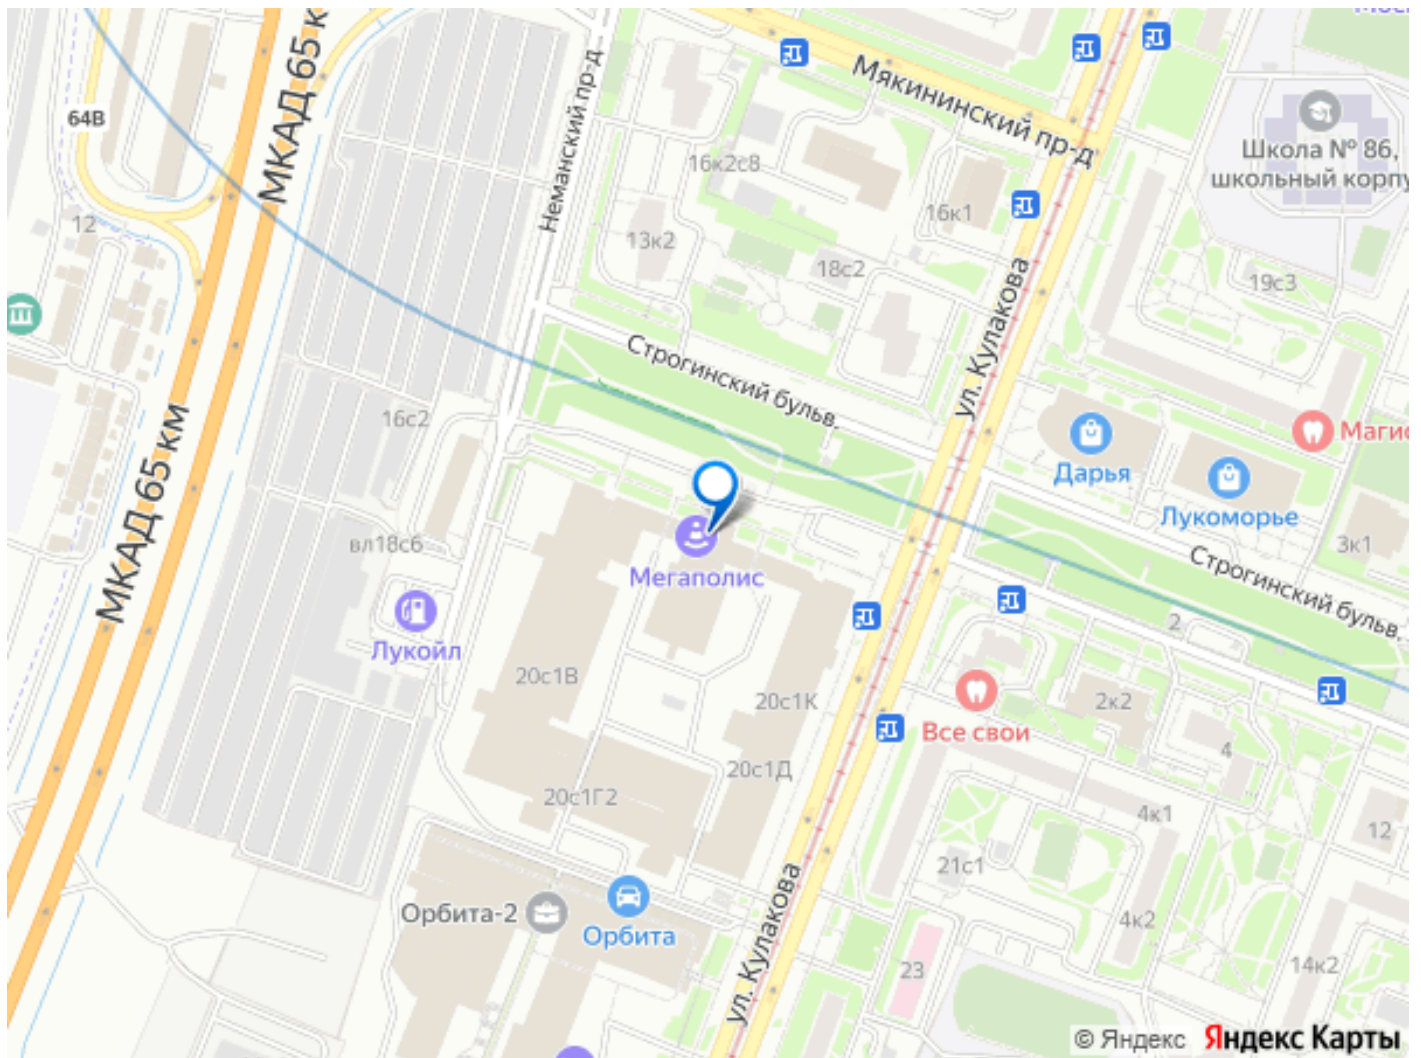 МКАД 65 к
64В
12
Неманский пр-д
Мякининский пр-д
16к2с8
16к1
13к2
18с2
Школа № 86,
школьный корпу
19с3
ул. Кулакова
Строгинский бульв.
16с2
МКАД 65 км
Магис
Дарья
Лукоморье
3к1
вл18с6
Мегаполис
Строгинский бульв.
2
Лукойл
20с1В
20с1К
2к2
Все свои
4
20с1Д
20с1Г2
4к1
12
21с1
Орбита-2
Орбита
4к2
ул. Кулакова
23
14к2
© Яндекс Яндекс Карты